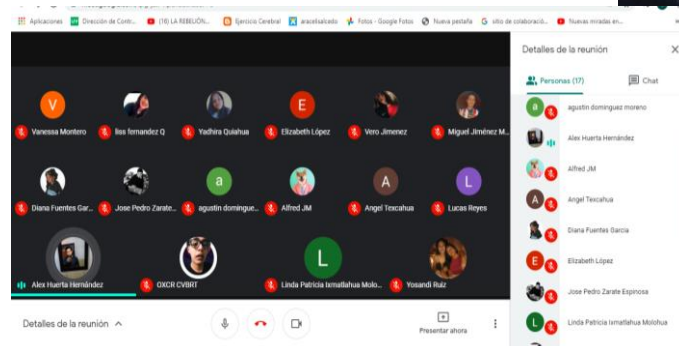 Aplicaciones
Dirección de Contr...
(10) LA REBELIÓN...
Ejercicio Cerebral
aracelisalcedo
Fotos - Google Fotos
Nueva pestaña
sitio de colaboració...
Nuevas miradas en...
Detalles de la reunión
Personas (17)
Chat
V
E
Vanessa Montero
liss fernandez Q
Yadhira Quiahua
Elizabeth López
Vero Jimenez
Miguel Jiménez M...
a
A
L
Diana Fuentes Gar...
Jose Pedro Zarate...
agustin domingue...
Alfred JM
Angel Texcahua
Lucas Reyes
L
Alex Huerta Hernández
OXCR CVBRT
Linda Patricia Ixmatlahua Molo...
Yosandi Ruiz
a
agustin dominguez moreno
Alex Huerta Hernández
Alfred JM
A
Angel Texcahua
Diana Fuentes Garcia
E
Elizabeth López
Jose Pedro Zarate Espinosa
L
Linda Patricia Ixmatlahua Molohua
Detalles de la reunión
Presentar ahora